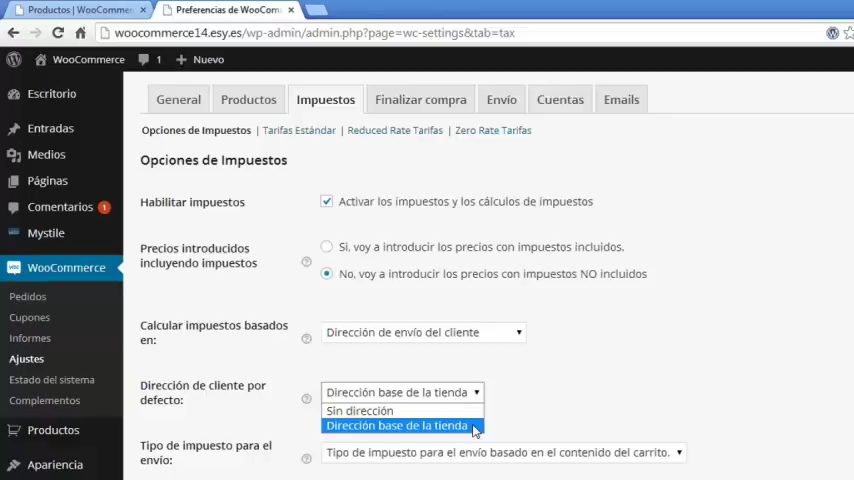 Productos | WooCommerc
Preferencias de WooCom
woocommerce14.esy.es/wp-admin/admin.php?page=wc-settings&tab=tax
WooCommerce 1 + Nuevo
Escritorio
Entradas
Medios
Páginas
Comentarios 1
Mystile
WooCommerce
Pedidos
Cupones
Informes
Ajustes
Estado del sistema
Complementos
Productos
Apariencia
General Productos Impuestos Finalizar compra Envío Cuentas Emails
Opciones de Impuestos | Tarifas Estándar | Reduced Rate Tarifas | Zero Rate Tarifas
Opciones de Impuestos
Habilitar impuestos
Activar los impuestos y los cálculos de impuestos
Precios introducidos
incluyendo impuestos
Si, voy a introducir los precios con impuestos incluidos.
No, voy a introducir los precios con impuestos NO incluidos
Calcular impuestos basados
en:
Dirección de envío del cliente
Dirección de cliente por
defecto:
Dirección base de la tienda
Sin dirección
Dirección base de la tienda
Tipo de impuesto para el
envío:
Tipo de impuesto para el envío basado en el contenido del carrito.